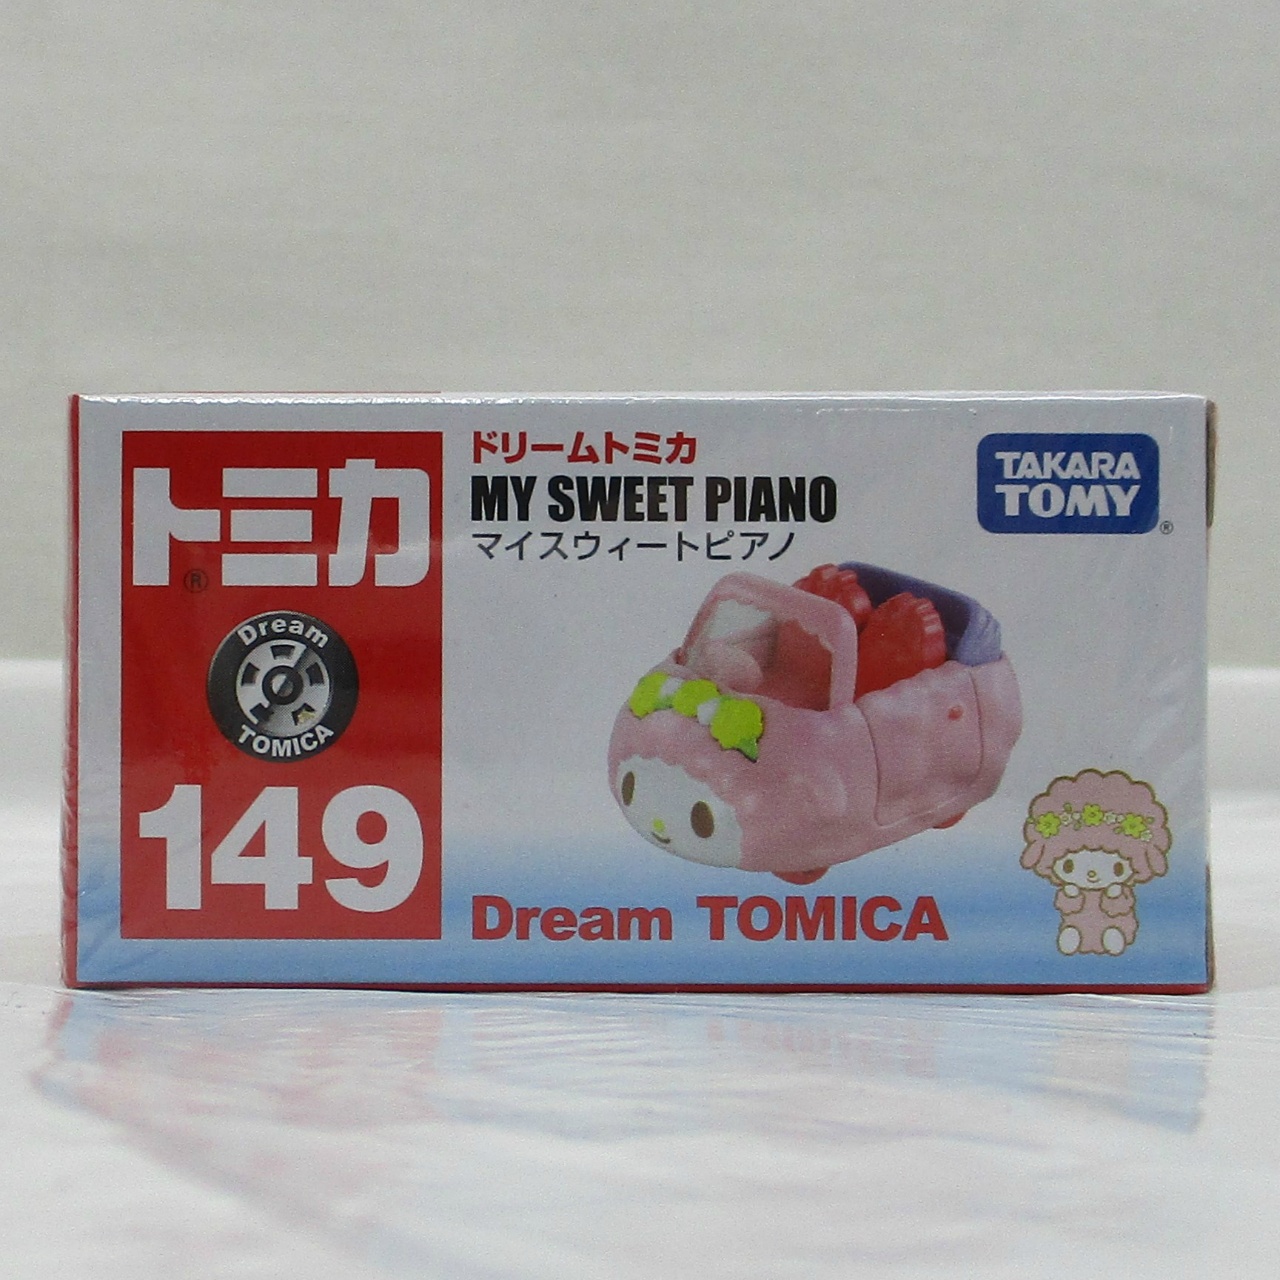 トミカ
®
Dream
TOMICA
149
ドリームトミカ
MY SWEET PIANO
マイスウィートピアノ
Dream TOMICA
TAKARA
TOMY
®